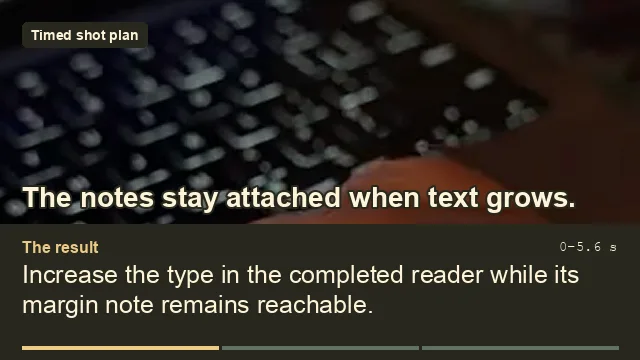 Timed shot plan
The notes stay attached when text grows.
The result
0–5.6 s
Increase the type in the completed reader while its
margin note remains reachable.